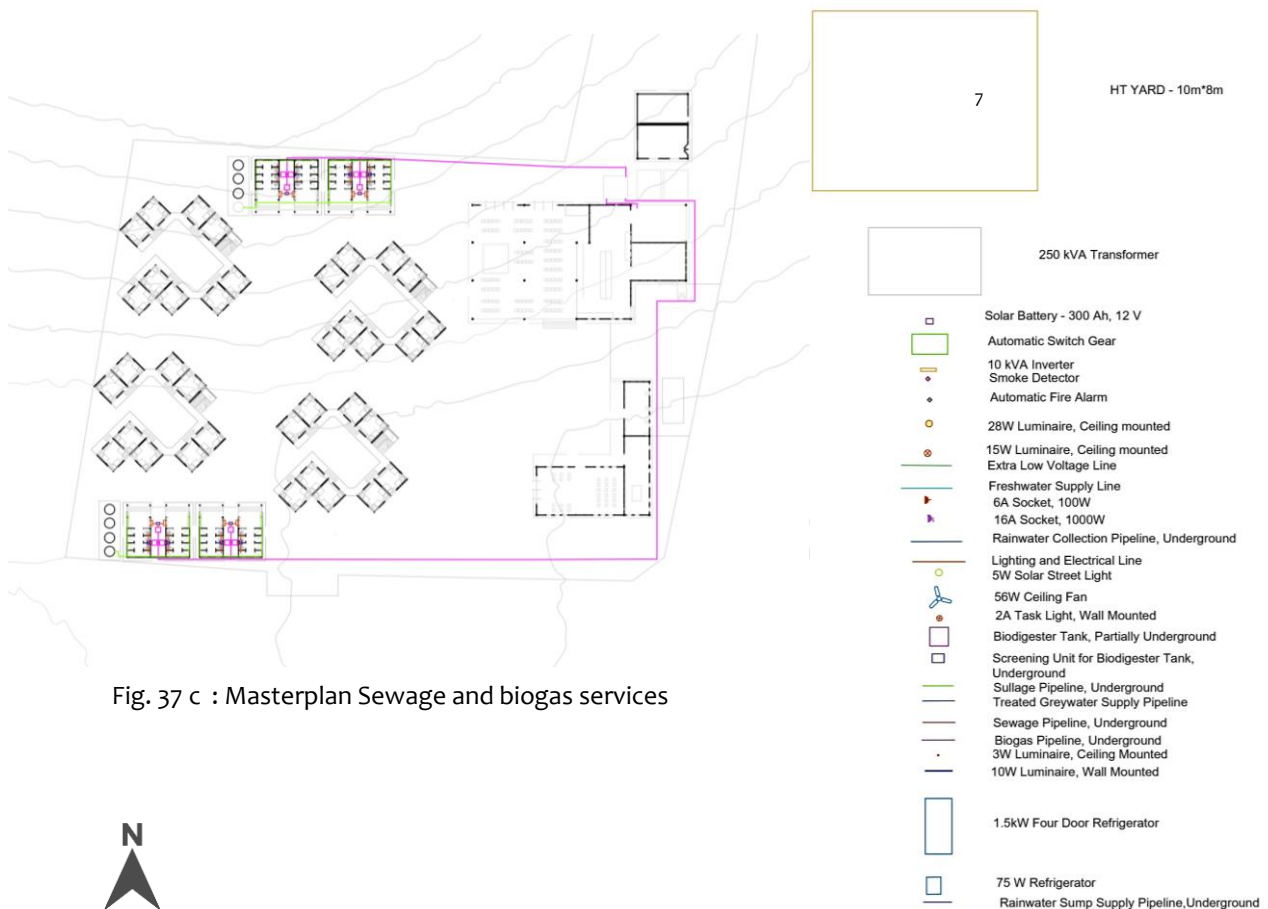 7
HT YARD - 10m*8m
250 kVA Transformer
Solar Battery - 300 Ah, 12 V
Automatic Switch Gear
10 kVA Inverter
Smoke Detector
Automatic Fire Alarm
28W Luminaire, Ceiling mounted
15W Luminaire, Ceiling mounted
Extra Low Voltage Line
Freshwater Supply Line
6A Socket, 100W
16A Socket, 1000W
Rainwater Collection Pipeline, Underground
Lighting and Electrical Line
5W Solar Street Light
56W Ceiling Fan
2A Task Light, Wall Mounted
Biodigester Tank, Partially Underground
Screening Unit for Biodigester Tank,
Underground
Sullage Pipeline, Underground
Treated Greywater Supply Pipeline
Sewage Pipeline, Underground
Biogas Pipeline, Underground
3W Luminaire, Ceiling Mounted
10W Luminaire, Wall Mounted
1.5kW Four Door Refrigerator
75 W Refrigerator
Rainwater Sump Supply Pipeline,Underground
Fig. 37 c : Masterplan Sewage and biogas services
N